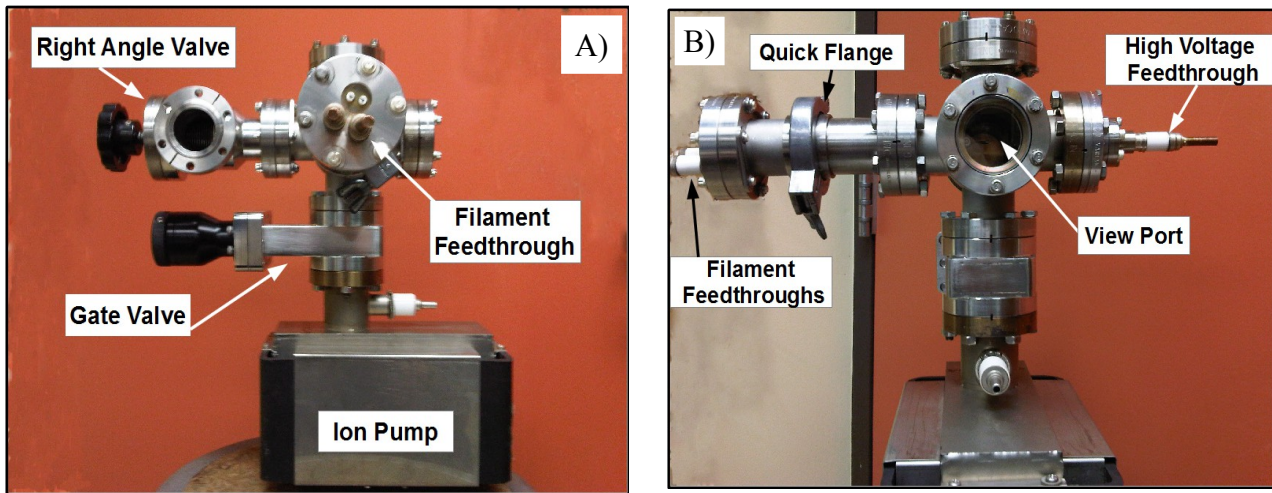 A)
Right Angle Valve
Filament
Feedthrough
Gate Valve
Ion Pump
B)
Quick Flange
High Voltage
Feedthrough
View Port
Filament
Feedthroughs